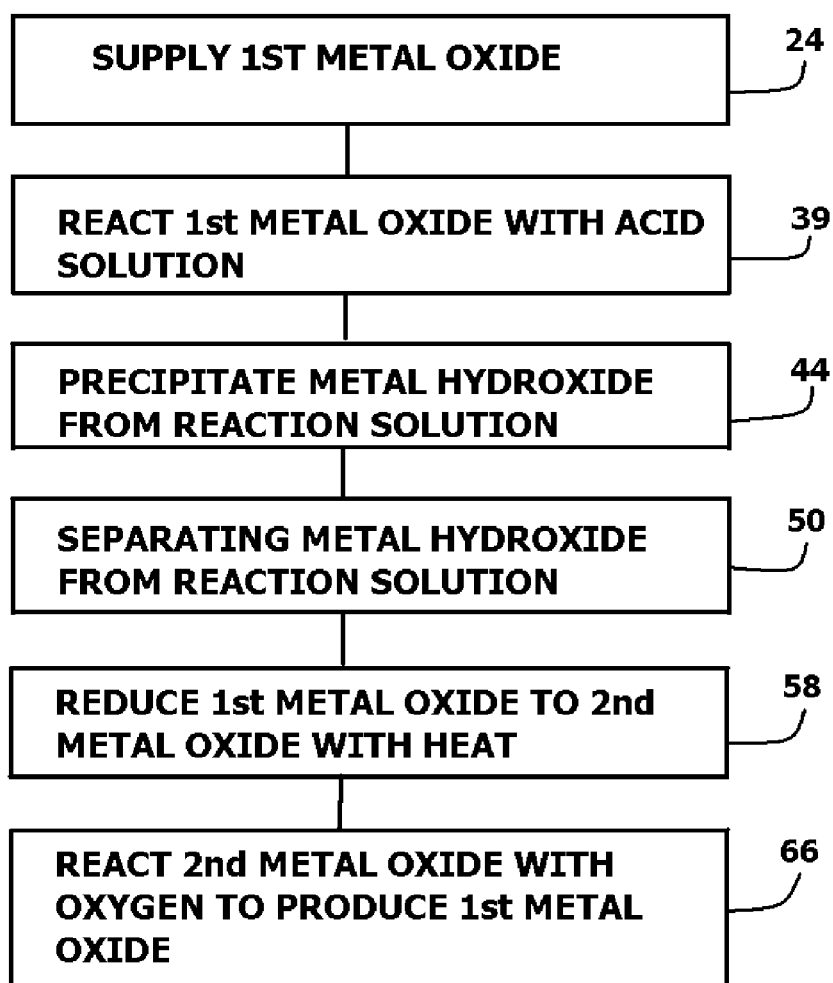 SUPPLY 1ST METAL OXIDE
24
REACT 1st METAL OXIDE WITH ACID
SOLUTION
39
PRECIPITATE METAL HYDROXIDE
FROM REACTION SOLUTION
44
SEPARATING METAL HYDROXIDE
FROM REACTION SOLUTION
50
REDUCE 1st METAL OXIDE TO 2nd
METAL OXIDE WITH HEAT
58
REACT 2nd METAL OXIDE WITH
OXYGEN TO PRODUCE 1st METAL
OXIDE
66